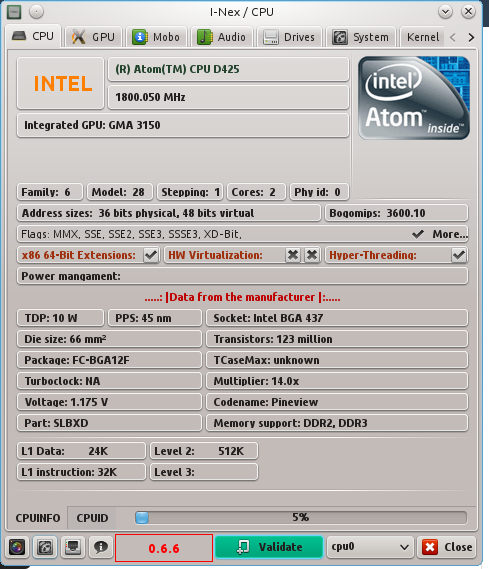 I-Nex / CPU
CPU GPU Mobo Audio Drives System Kernel
INTEL
(R) Atom(TM) CPU D425
1800.050 MHz
Integrated GPU: GMA 3150
intel
Atom™
inside™
Family: 6 Model: 28 Stepping: 1 Cores: 2 Phy id: 0
Address sizes: 36 bits physical, 48 bits virtual Bogomips: 3600.10
Flags: MMX, SSE, SSE2, SSE3, SSSE3, XD-Bit, More...
x86 64-Bit Extensions: HW Virtualization: Hyper-Threading:
Power mangament:
.....: |Data from the manufacturer |:.....
TDP: 10 W PPS: 45 nm Socket: Intel BGA 437
Die size: 66 mm² Transistors: 123 million
Package: FC-BGA12F TCaseMax: unknown
Turboclock: NA Multiplier: 14.0x
Voltage: 1.175 V Codename: Pineview
Part: SLBXD Memory support: DDR2, DDR3
L1 Data: 24K Level 2: 512K
L1 instruction: 32K Level 3:
CPUINFO CPUID 5%
0.6.6 Validate cpu0 Close